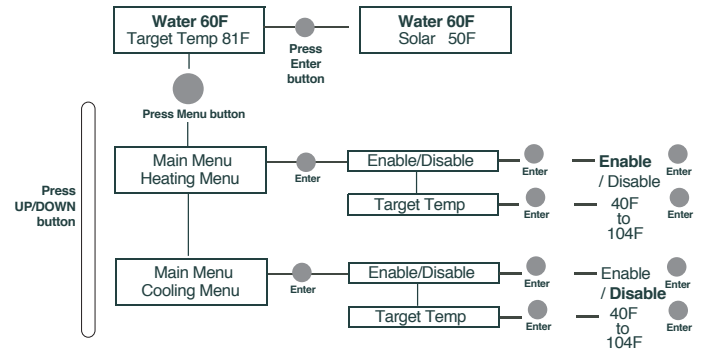 Water 60F
Target Temp 81F
Press
Enter
button
Water 60F
Solar 50F
Press Menu button
Press
UP/DOWN
button
Main Menu
Heating Menu
Enter
Enable/Disable
Enter
Enable
/ Disable
Enter
Target Temp
Enter
40F
to
104F
Enter
Main Menu
Cooling Menu
Enter
Enable/Disable
Enter
Enable
/ Disable
Enter
Target Temp
Enter
40F
to
104F
Enter